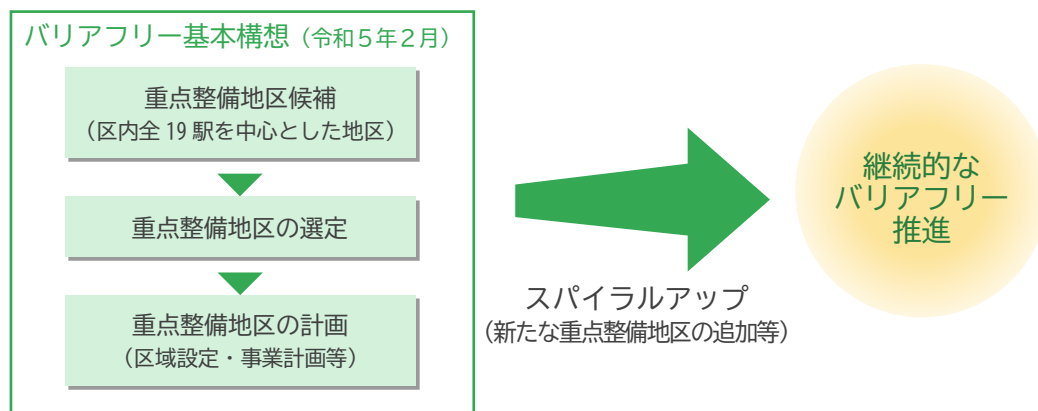 バリアフリー基本構想（令和５年２月）
重点整備地区候補
（区内全 19 駅を中心とした地区）
重点整備地区の選定
重点整備地区の計画
（区域設定・事業計画等）
スパイラルアップ
（新たな重点整備地区の追加等）
継続的な
バリアフリー
推進